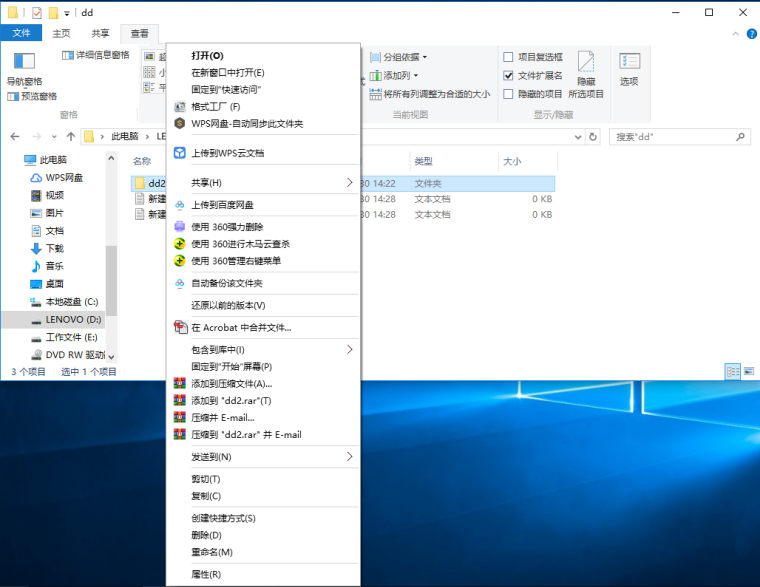 dd
文件
主页
共享
查看
导航窗格
预览窗格
详细信息窗格
窗格
分组依据
添加列
将所有列调整为合适的大小
当前视图
项目复选框
文件扩展名
隐藏的项目
隐藏
所选项目
显示/隐藏
选项
此电脑
LE
搜索"dd"
此电脑
WPS网盘
视频
图片
文档
下载
音乐
桌面
本地磁盘 (C:)
LENOVO (D:)
工作文件 (E:)
DVD RW 驱动
名称
类型
大小
dd2
30 14:22
文件夹
新建
30 14:28
文本文档
0 KB
新建
30 14:28
文本文档
0 KB
打开(O)
在新窗口中打开(E)
固定到"快速访问"
格式工厂 (F)
WPS网盘-自动同步此文件夹
上传到WPS云文档
共享(H)
上传到百度网盘
使用 360强力删除
使用 360进行木马云查杀
使用 360管理右键菜单
自动备份该文件夹
还原以前的版本(V)
在 Acrobat 中合并文件...
包含到库中(I)
固定到"开始"屏幕(P)
添加到压缩文件(A)...
添加到 "dd2.rar"(T)
压缩并 E-mail...
压缩到 "dd2.rar" 并 E-mail
发送到(N)
剪切(T)
复制(C)
创建快捷方式(S)
删除(D)
重命名(M)
属性(R)
3 个项目
选中 1 个项目